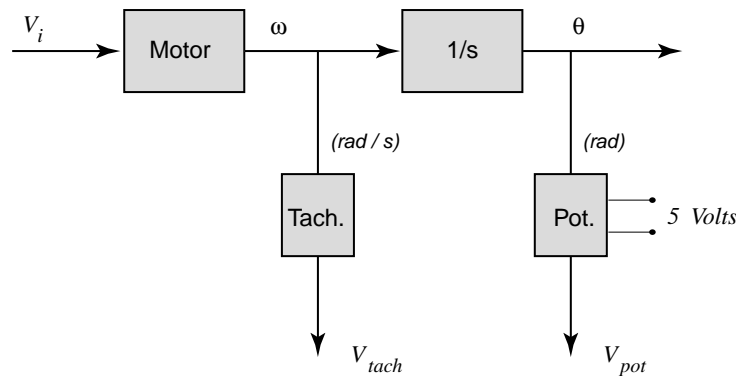 V_i
Motor
ω
1/s
θ
(rad / s)
(rad)
Tach.
Pot.
5 Volts
V_tach
V_pot